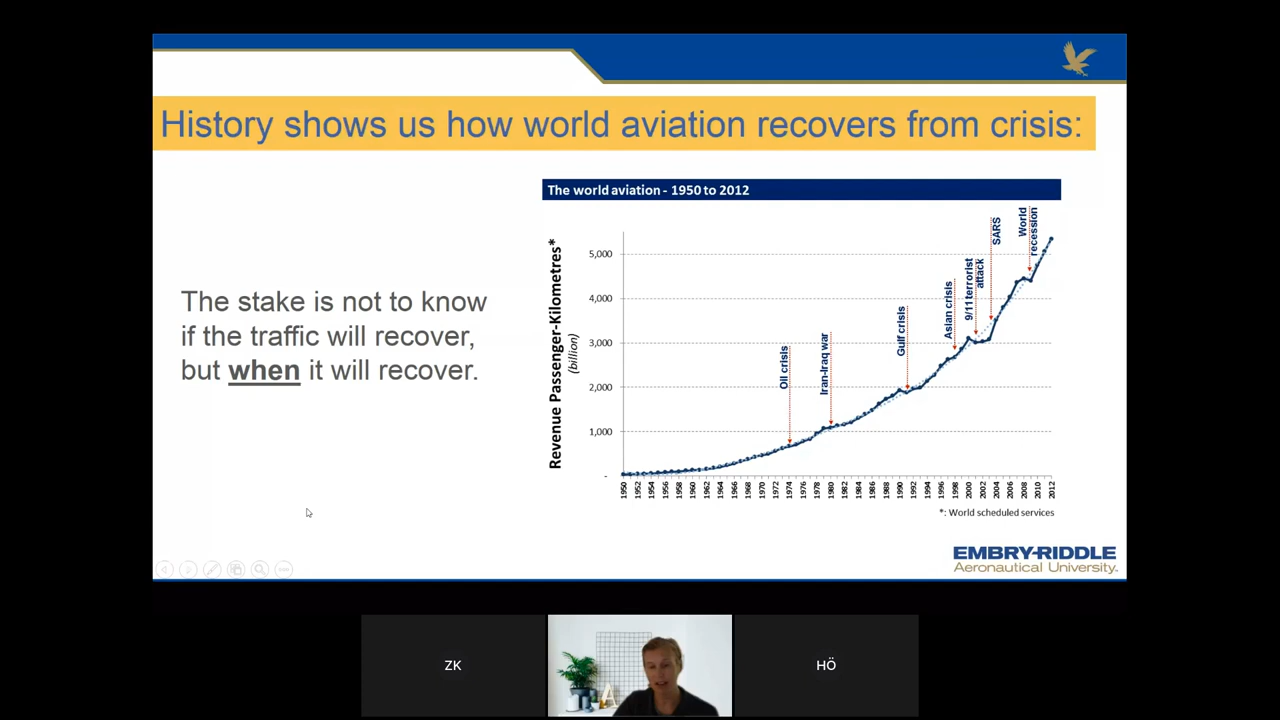 History shows us how world aviation recovers from crisis:
The stake is not to know
if the traffic will recover,
but when it will recover.
The world aviation - 1950 to 2012
Revenue Passenger-Kilometres*
(billion)
5,000
4,000
3,000
2,000
1,000
-
Oil crisis
Iran-Iraq war
Gulf crisis
Asian crisis
9/11 terrorist
attack
SARS
World
recession
1950 1952 1954 1956 1958 1960 1962 1964 1966 1968 1970 1972 1974 1976 1978 1980 1982 1984 1986 1988 1990 1992 1994 1996 1998 2000 2002 2004 2006 2008 2010 2012
*: World scheduled services
EMBRY-RIDDLE
Aeronautical University
ZK
A
HÖ